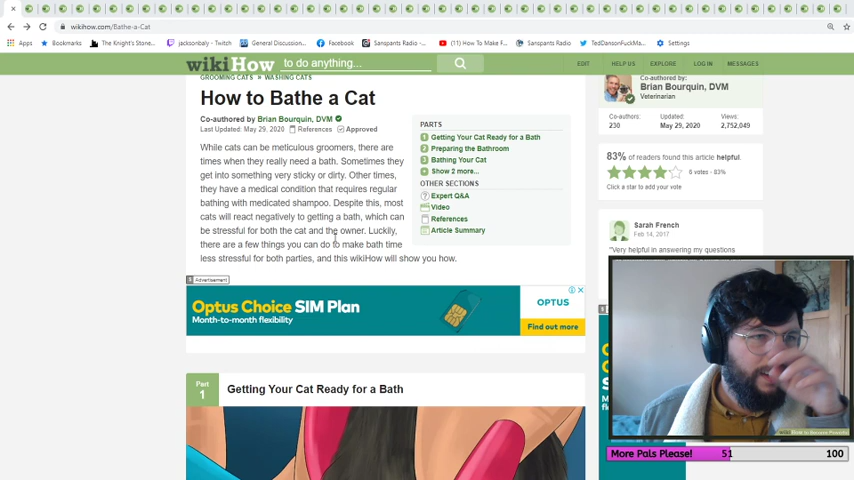 wikihow.com/Bathe-a-Cat
Apps
Bookmarks
The Knight's Stone...
jacksonbaly - Twitch
General Discussion...
Facebook
Sanspants Radio -...
(11) How To Make F...
Sanspants Radio
TedDansonFuckMa...
Settings
wikiHow to do anything...
EDIT
HELP US
EXPLORE
LOG IN
MESSAGES
GROOMING CATS » WASHING CATS
How to Bathe a Cat
Co-authored by Brian Bourquin, DVM
Last Updated: May 29, 2020 References Approved
While cats can be meticulous groomers, there are
times when they really need a bath. Sometimes they
get into something very sticky or dirty. Other times,
they have a medical condition that requires regular
bathing with medicated shampoo. Despite this, most
cats will react negatively to getting a bath, which can
be stressful for both the cat and the owner. Luckily,
there are a few things you can do to make bath time
less stressful for both parties, and this wikiHow will show you how.
PARTS
1 Getting Your Cat Ready for a Bath
2 Preparing the Bathroom
3 Bathing Your Cat
Show 2 more...
OTHER SECTIONS
Expert Q&A
Video
References
Article Summary
Co-authored by:
Brian Bourquin, DVM
Veterinarian
Co-authors:
230
Updated:
May 29, 2020
Views:
2,752,049
83% of readers found this article helpful.
6 votes - 83%
Click a star to add your vote
Sarah French
Feb 14, 2017
"Very helpful in answering my questions
Advertisement
Optus Choice SIM Plan
Month-to-month flexibility
OPTUS
Find out more
Part
1
Getting Your Cat Ready for a Bath
More Pals Please!
51
100